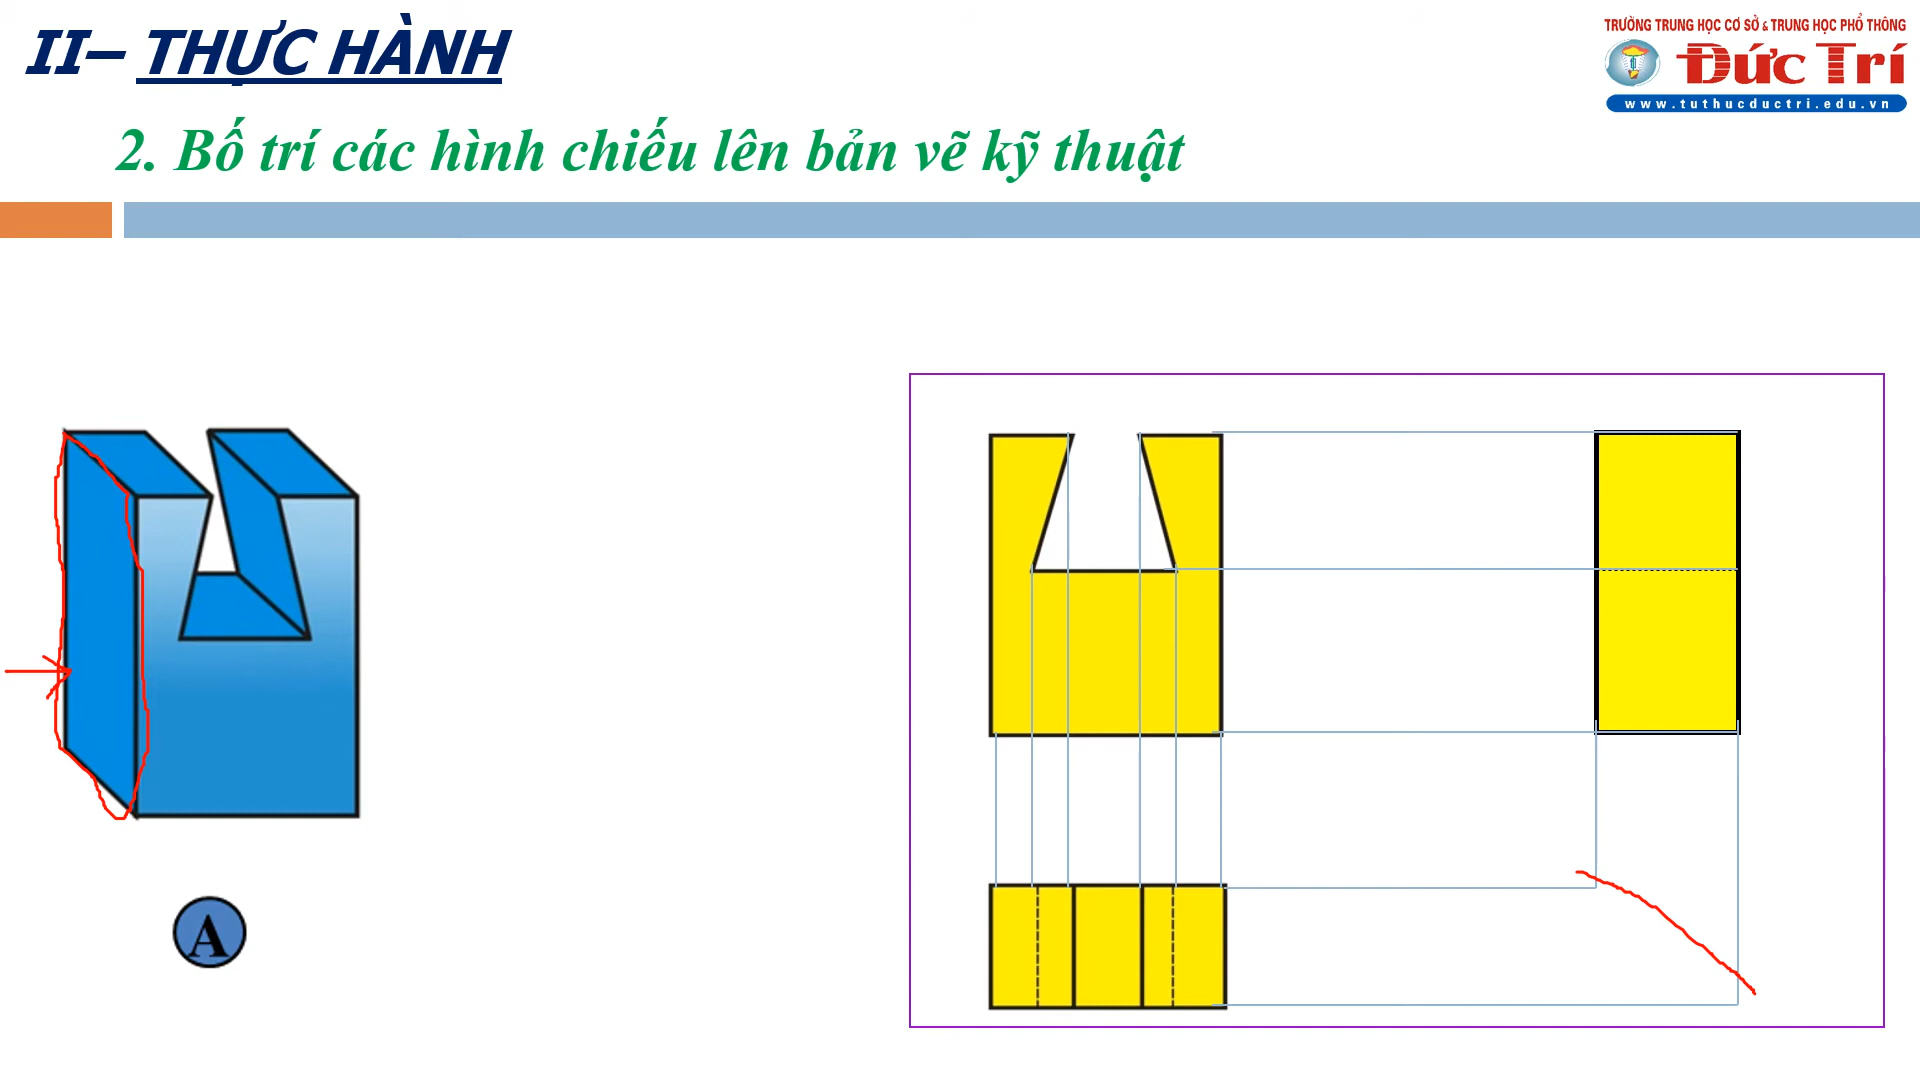 II– THỰC HÀNH
TRƯỜNG TRUNG HỌC CƠ SỞ & TRUNG HỌC PHỔ THÔNG
Đức Trí
www.tuthucductri.edu.vn
2. Bố trí các hình chiếu lên bản vẽ kỹ thuật
A